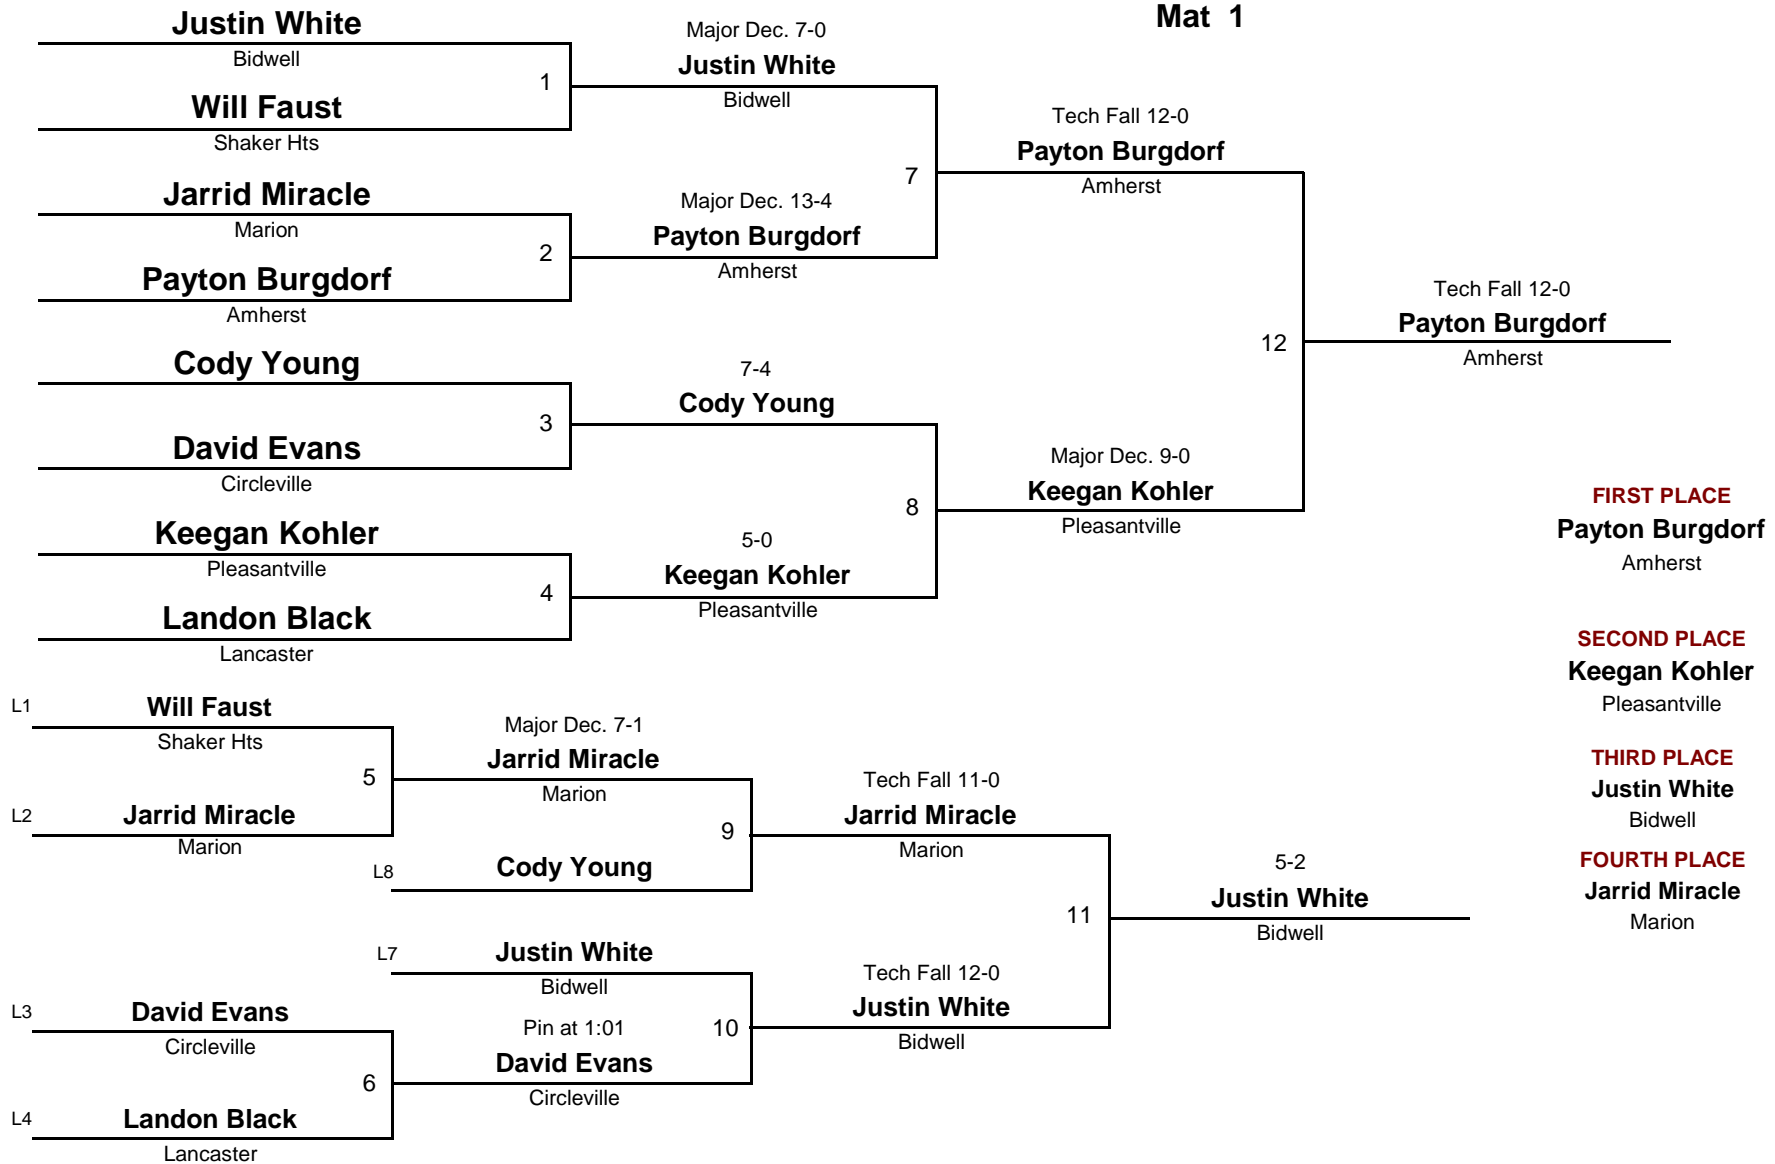 Mat 1
Justin White
Bidwell
1
Will Faust
Shaker Hts
Jarrid Miracle
Marion
2
Payton Burgdorf
Amherst
Cody Young
3
David Evans
Circleville
Keegan Kohler
Pleasantville
4
Landon Black
Lancaster
Major Dec. 7-0
Justin White
Bidwell
7
Major Dec. 13-4
Payton Burgdorf
Amherst
7-4
Cody Young
8
5-0
Keegan Kohler
Pleasantville
Tech Fall 12-0
Payton Burgdorf
Amherst
12
Major Dec. 9-0
Keegan Kohler
Pleasantville
Tech Fall 12-0
Payton Burgdorf
Amherst
FIRST PLACE
Payton Burgdorf
Amherst
SECOND PLACE
Keegan Kohler
Pleasantville
THIRD PLACE
Justin White
Bidwell
FOURTH PLACE
Jarrid Miracle
Marion
L1
Will Faust
Shaker Hts
5
L2
Jarrid Miracle
Marion
Major Dec. 7-1
Jarrid Miracle
Marion
9
L8
Cody Young
L7
Justin White
Bidwell
10
L3
David Evans
Circleville
6
L4
Landon Black
Lancaster
Pin at 1:01
David Evans
Circleville
Tech Fall 11-0
Jarrid Miracle
Marion
11
Tech Fall 12-0
Justin White
Bidwell
5-2
Justin White
Bidwell